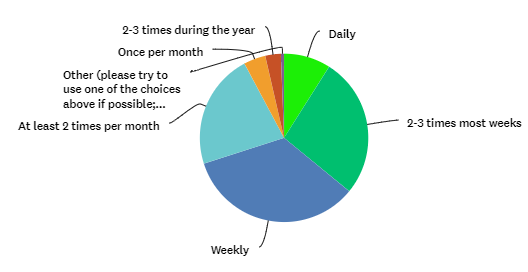 2-3 times during the year
Daily
Once per month
Other (please try to
use one of the choices
above if possible;...
2-3 times most weeks
At least 2 times per month
Weekly